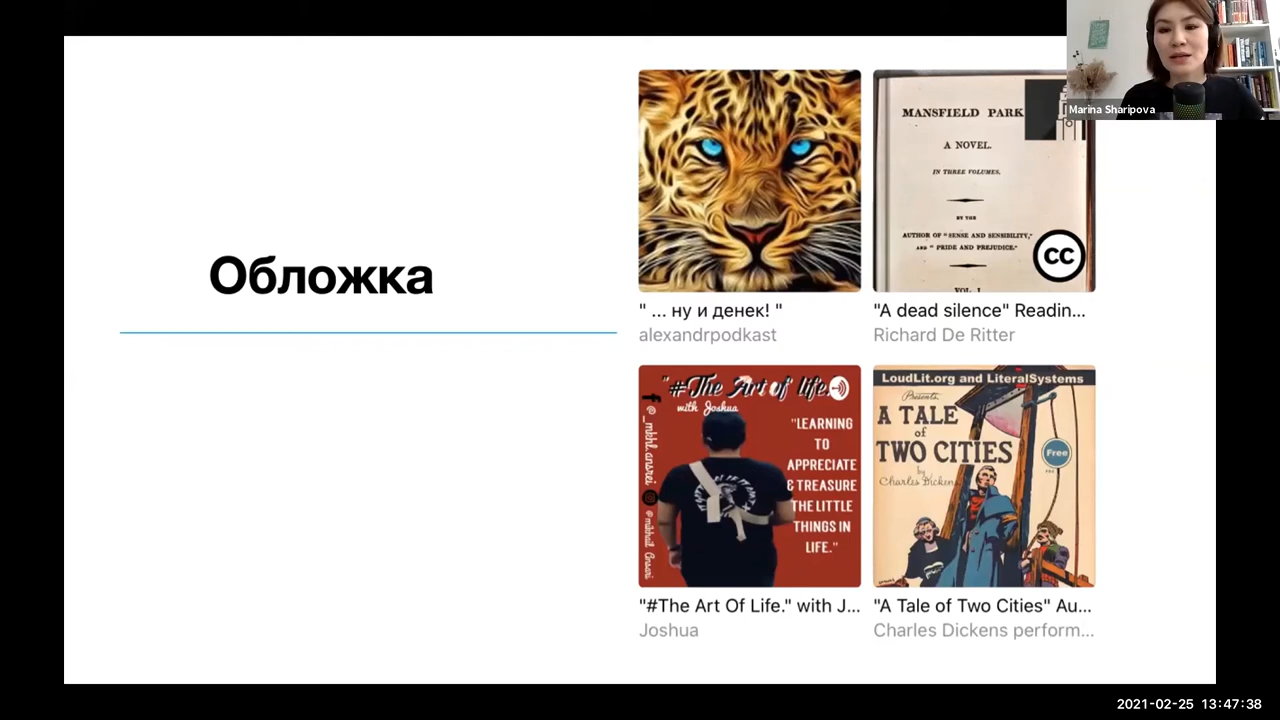 Обложка
MANSFIELD PARK
A NOVEL.
IN THREE VOLUMES.
BY THE
AUTHOR OF "SENSE AND SENSIBILITY,"
AND "PRIDE AND PREJUDICE."
VOL. I.
CC
" ... ну и денек! "
alexandrpodkast
"A dead silence" Readin...
Richard De Ritter
"#The Art of life.
with Joshua
"LEARNING
TO
APPRECIATE
& TREASURE
THE LITTLE
THINGS IN
LIFE."
LoudLit.org and LiteralSystems
Presents,
A TALE
of
TWO CITIES
by
Charles Dickens
Free
"#The Art Of Life." with J...
Joshua
"A Tale of Two Cities" Au...
Charles Dickens perform...
Marina Sharipova
2021-02-25 13:47:38